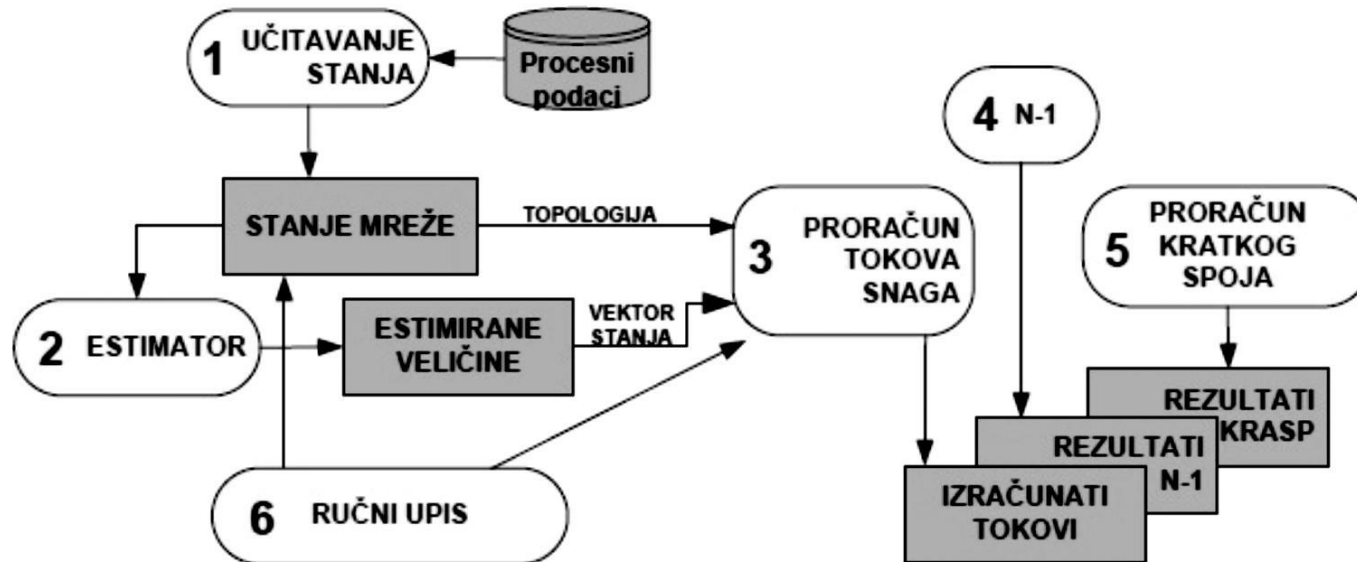 1 UČITAVANJE
STANJA
Procesni
podaci
4 N-1
STANJE MREŽE
TOPOLOGIJA
3 PRORAČUN
TOKOVA
SNAGA
5 PRORAČUN
KRATKOG
SPOJA
2 ESTIMATOR
ESTIMIRANE
VELIČINE
VEKTOR
STANJA
REZULTATI
KRASP
REZULTATI
N-1
IZRAČUNATI
TOKOVI
6 RUČNI UPIS